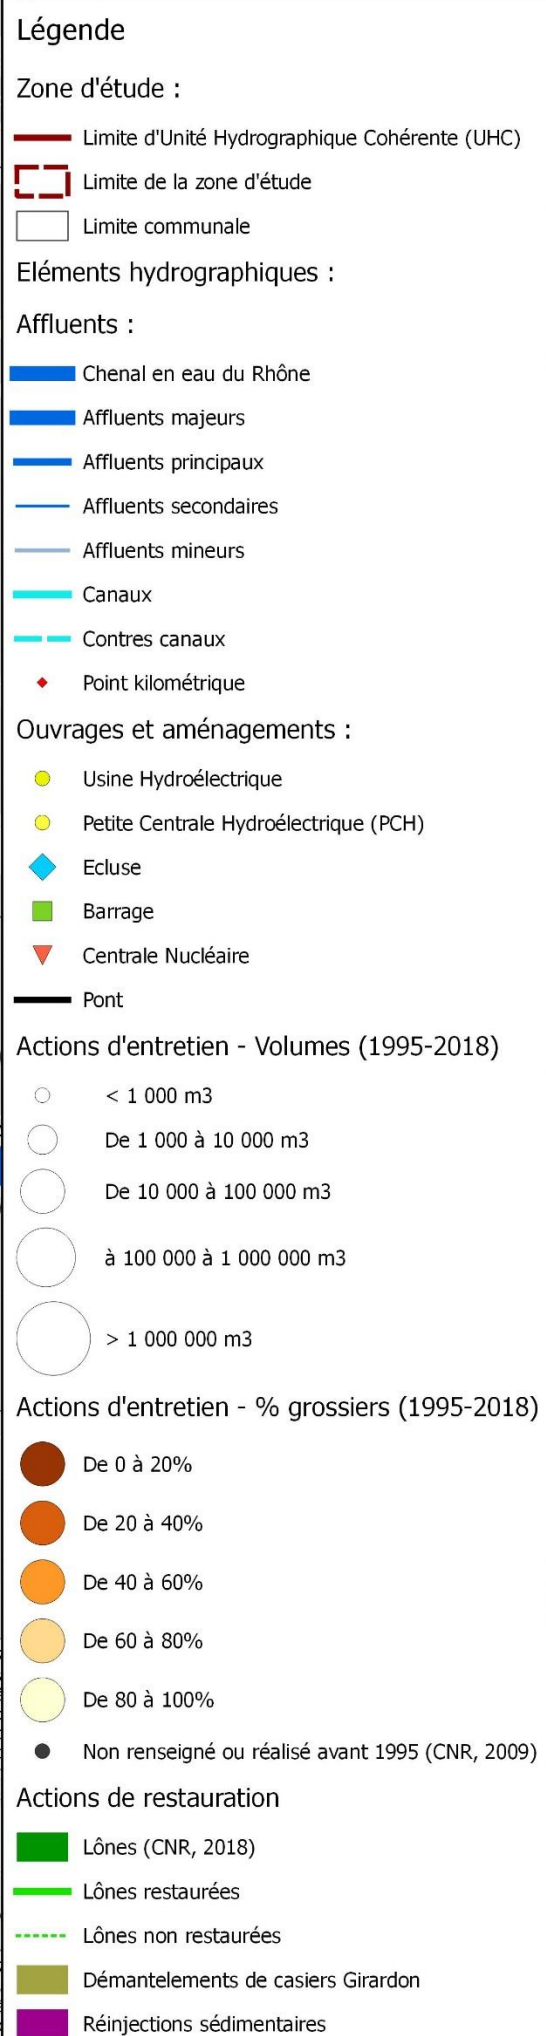 Légende
Zone d'étude :
Limite d'Unité Hydrographique Cohérente (UHC)
Limite de la zone d'étude
Limite communale
Eléments hydrographiques :
Affluents :
Chenal en eau du Rhône
Affluents majeurs
Affluents principaux
Affluents secondaires
Affluents mineurs
Canaux
Contres canaux
Point kilométrique
Ouvrages et aménagements :
Usine Hydroélectrique
Petite Centrale Hydroélectrique (PCH)
Ecluse
Barrage
Centrale Nucléaire
Pont
Actions d'entretien - Volumes (1995-2018)
< 1 000 m3
De 1 000 à 10 000 m3
De 10 000 à 100 000 m3
à 100 000 à 1 000 000 m3
> 1 000 000 m3
Actions d'entretien - % grossiers (1995-2018)
De 0 à 20%
De 20 à 40%
De 40 à 60%
De 60 à 80%
De 80 à 100%
Non renseigné ou réalisé avant 1995 (CNR, 2009)
Actions de restauration
Lônes (CNR, 2018)
Lônes restaurées
Lônes non restaurées
Démantelements de casiers Girardon
Réinjections sédimentaires